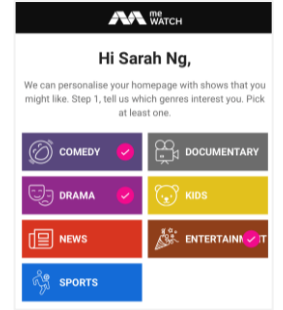 me
WATCH
Hi Sarah Ng,
We can personalise your homepage with shows that you
might like. Step 1, tell us which genres interest you. Pick
at least one.
COMEDY
DOCUMENTARY
DRAMA
KIDS
NEWS
SPORTS